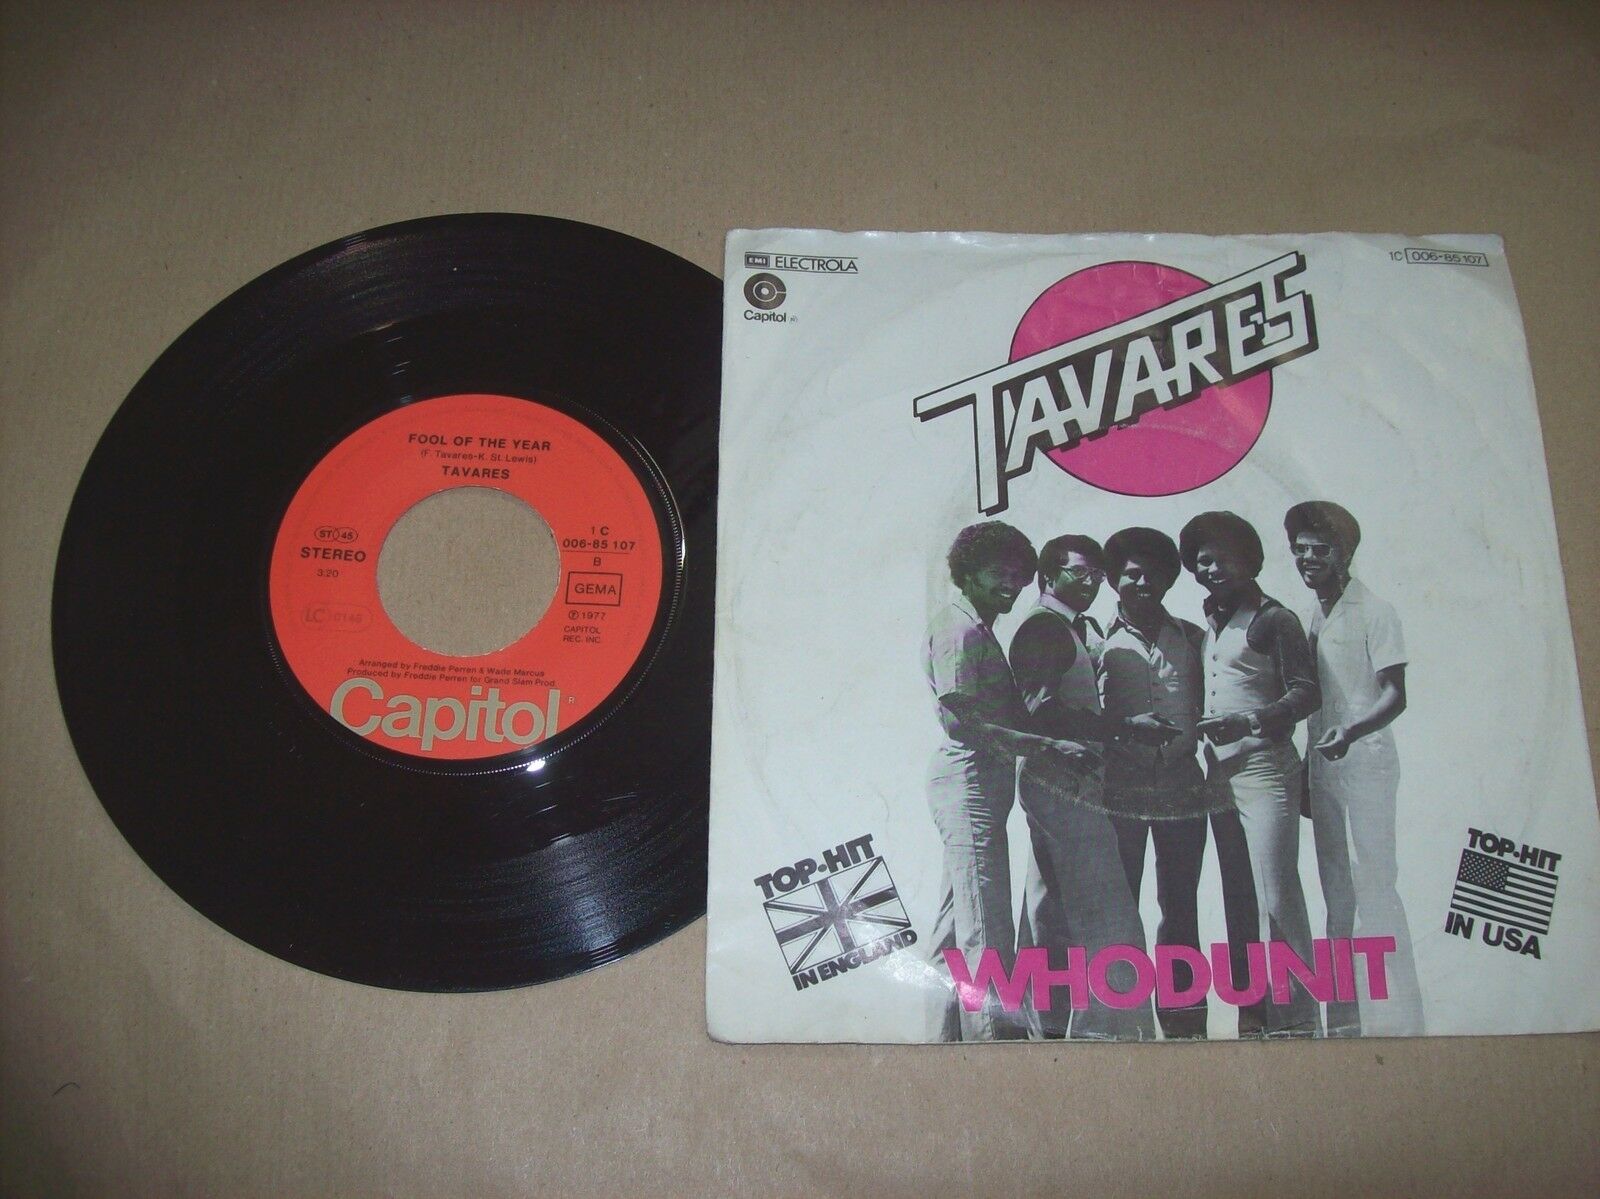 FOOL OF THE YEAR
(F. Tavares-K. St. Lewis)
TAVARES
ST 45
STEREO
3:20
LC 0146
1 C
006-85 107
B
GEMA
℗ 1977
CAPITOL
REC. INC.
Arranged by Freddie Perren & Wade Marcus
Produced by Freddie Perren for Grand Slam Prod.
Capitol
EMI ELECTROLA
Capitol
1C 006-85 107
TAVARES
TOP-HIT
IN ENGLAND
TOP-HIT
IN USA
WHODUNIT